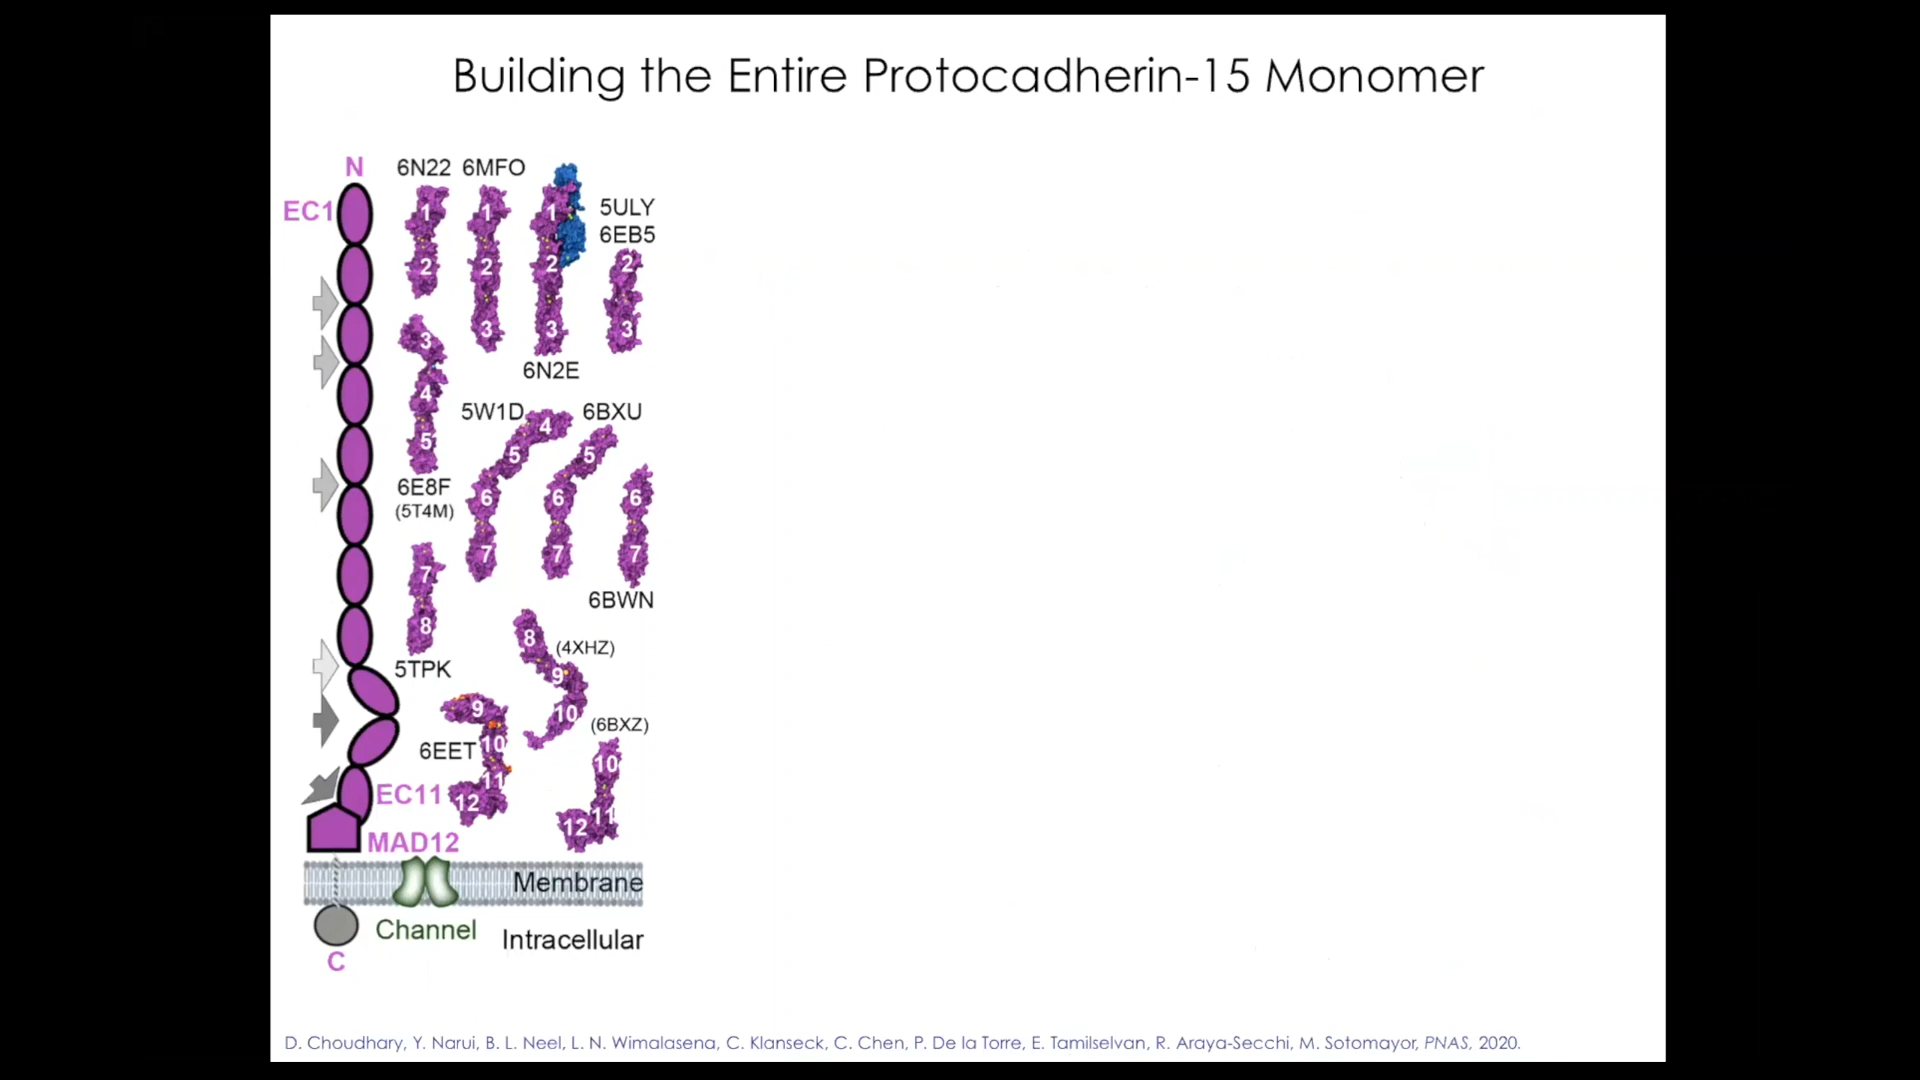 Building the Entire Protocadherin-15 Monomer
N
6N22 6MFO
EC1
1
1
1
5ULY
6EB5
2
2
2
2
3
3
3
3
6N2E
4
5W1D
6BXU
4
5
5
5
6E8F
(5T4M)
6
6
6
7
7
7
7
6BWN
8
8
(4XHZ)
5TPK
9
9
10
(6BXZ)
6EET
10
10
11
EC11
12
11
12
MAD12
Membrane
Channel
Intracellular
C
D. Choudhary, Y. Narui, B. L. Neel, L. N. Wimalasena, C. Klanseck, C. Chen, P. De la Torre, E. Tamilselvan, R. Araya-Secchi, M. Sotomayor, PNAS, 2020.